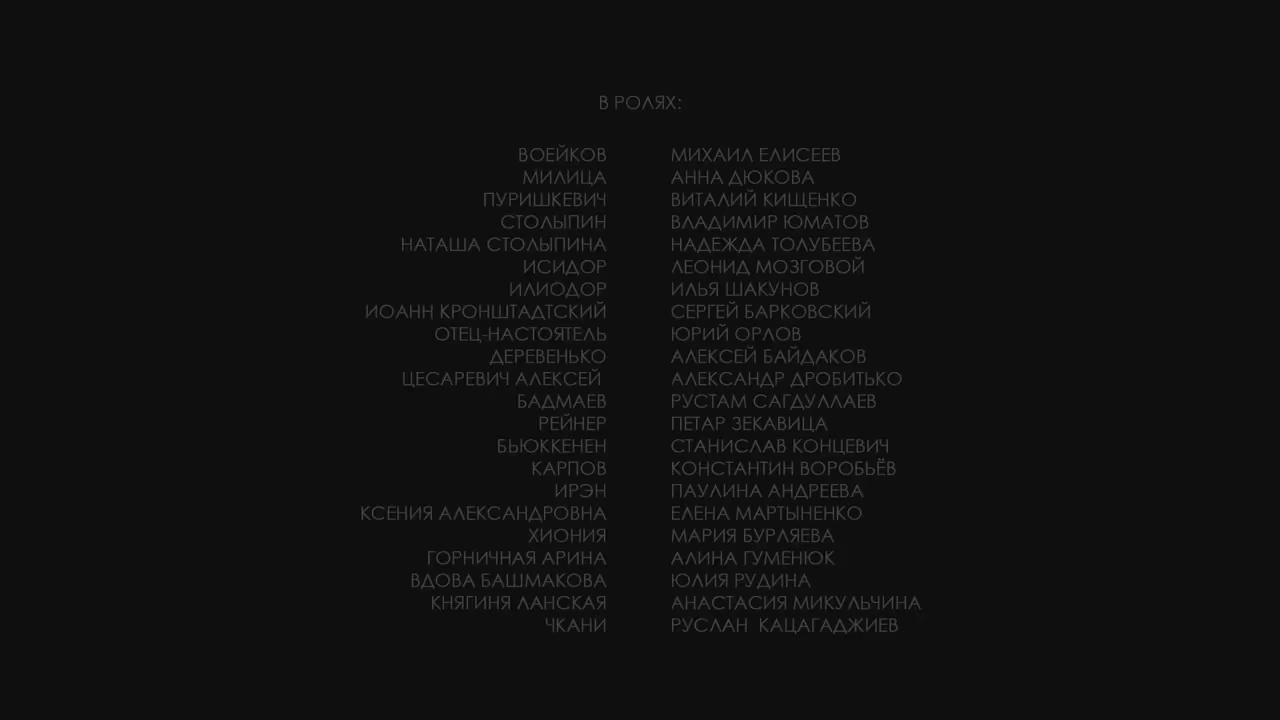 В РОЛЯХ:
ВОЕЙКОВ МИХАИЛ ЕЛИСЕЕВ
МИЛИЦА АННА ДЮКОВА
ПУРИШКЕВИЧ ВИТАЛИЙ КИЩЕНКО
СТОЛЫПИН ВЛАДИМИР ЮМАТОВ
НАТАША СТОЛЫПИНА НАДЕЖДА ТОЛУБЕЕВА
ИСИДОР ЛЕОНИД МОЗГОВОЙ
ИЛИОДОР ИЛЬЯ ШАКУНОВ
ИОАНН КРОНШТАДТСКИЙ СЕРГЕЙ БАРКОВСКИЙ
ОТЕЦ-НАСТОЯТЕЛЬ ЮРИЙ ОРЛОВ
ДЕРЕВЕНЬКО АЛЕКСЕЙ БАЙДАКОВ
ЦЕСАРЕВИЧ АЛЕКСЕЙ АЛЕКСАНДР ДРОБИТЬКО
БАДМАЕВ РУСТАМ САГДУЛЛАЕВ
РЕЙНЕР ПЕТАР ЗЕКАВИЦА
БЬЮККЕНЕН СТАНИСЛАВ КОНЦЕВИЧ
КАРПОВ КОНСТАНТИН ВОРОБЬЁВ
ИРЭН ПАУЛИНА АНДРЕЕВА
КСЕНИЯ АЛЕКСАНДРОВНА ЕЛЕНА МАРТЫНЕНКО
ХИОНИЯ МАРИЯ БУРЛЯЕВА
ГОРНИЧНАЯ АРИНА АЛИНА ГУМЕНЮК
ВДОВА БАШМАКОВА ЮЛИЯ РУДИНА
КНЯГИНЯ ЛАНСКАЯ АНАСТАСИЯ МИКУЛЬЧИНА
ЧКАНИ РУСЛАН КАЦАГАДЖИЕВ